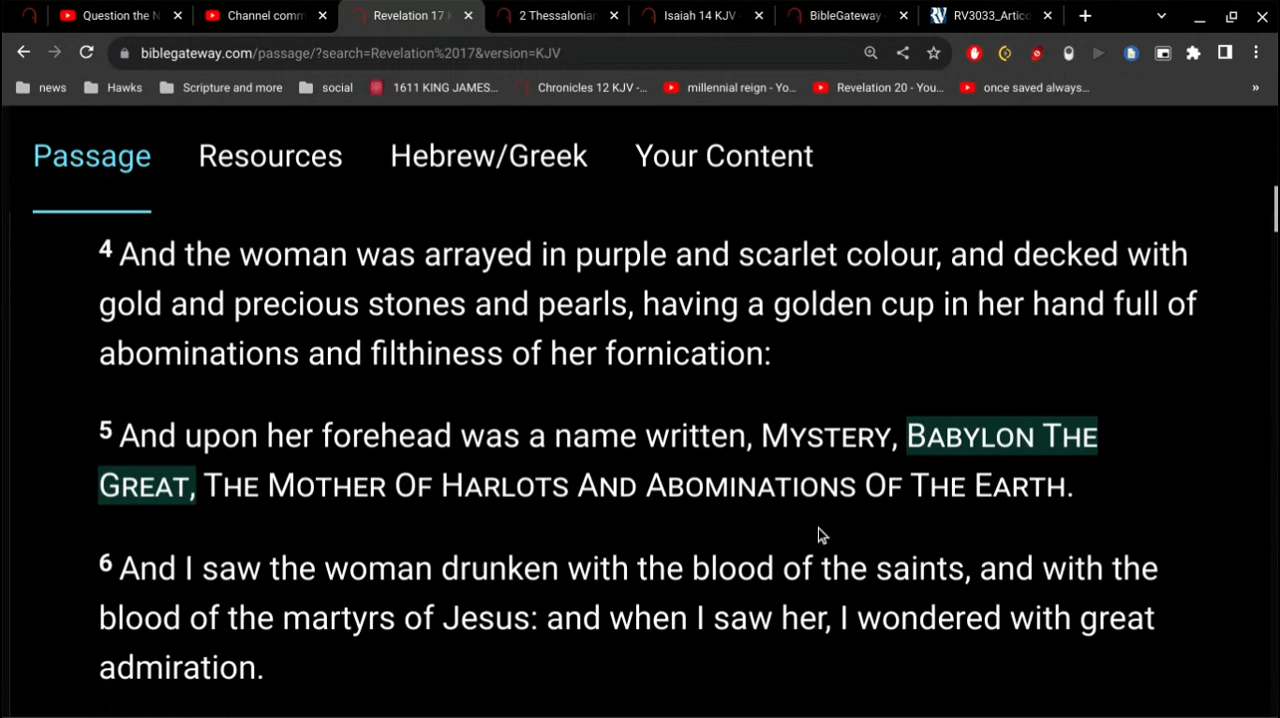 Question the N
Channel comm
Revelation 17
2 Thessalonian
Isaiah 14 KJV
BibleGateway -
RV3033_Artico
biblegateway.com/passage/?search=Revelation%2017&version=KJV
news
Hawks
Scripture and more
social
1611 KING JAMES...
Chronicles 12 KJV -...
millennial reign - Yo...
Revelation 20 - You...
once saved always...
»
Passage
Resources
Hebrew/Greek
Your Content
4 And the woman was arrayed in purple and scarlet colour, and decked with
gold and precious stones and pearls, having a golden cup in her hand full of
abominations and filthiness of her fornication:
5 And upon her forehead was a name written, MYSTERY, BABYLON THE
GREAT, THE MOTHER OF HARLOTS AND ABOMINATIONS OF THE EARTH.
6 And I saw the woman drunken with the blood of the saints, and with the
blood of the martyrs of Jesus: and when I saw her, I wondered with great
admiration.